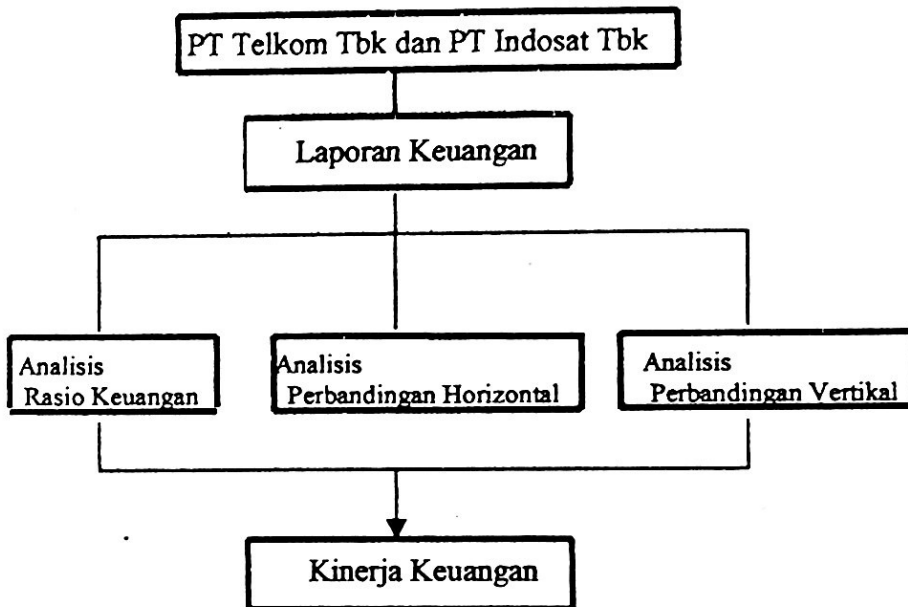 PT Telkom Tbk dan PT Indosat Tbk
Laporan Keuangan
Analisis
Rasio Keuangan
Analisis
Perbandingan Horizontal
Analisis
Perbandingan Vertikal
Kinerja Keuangan